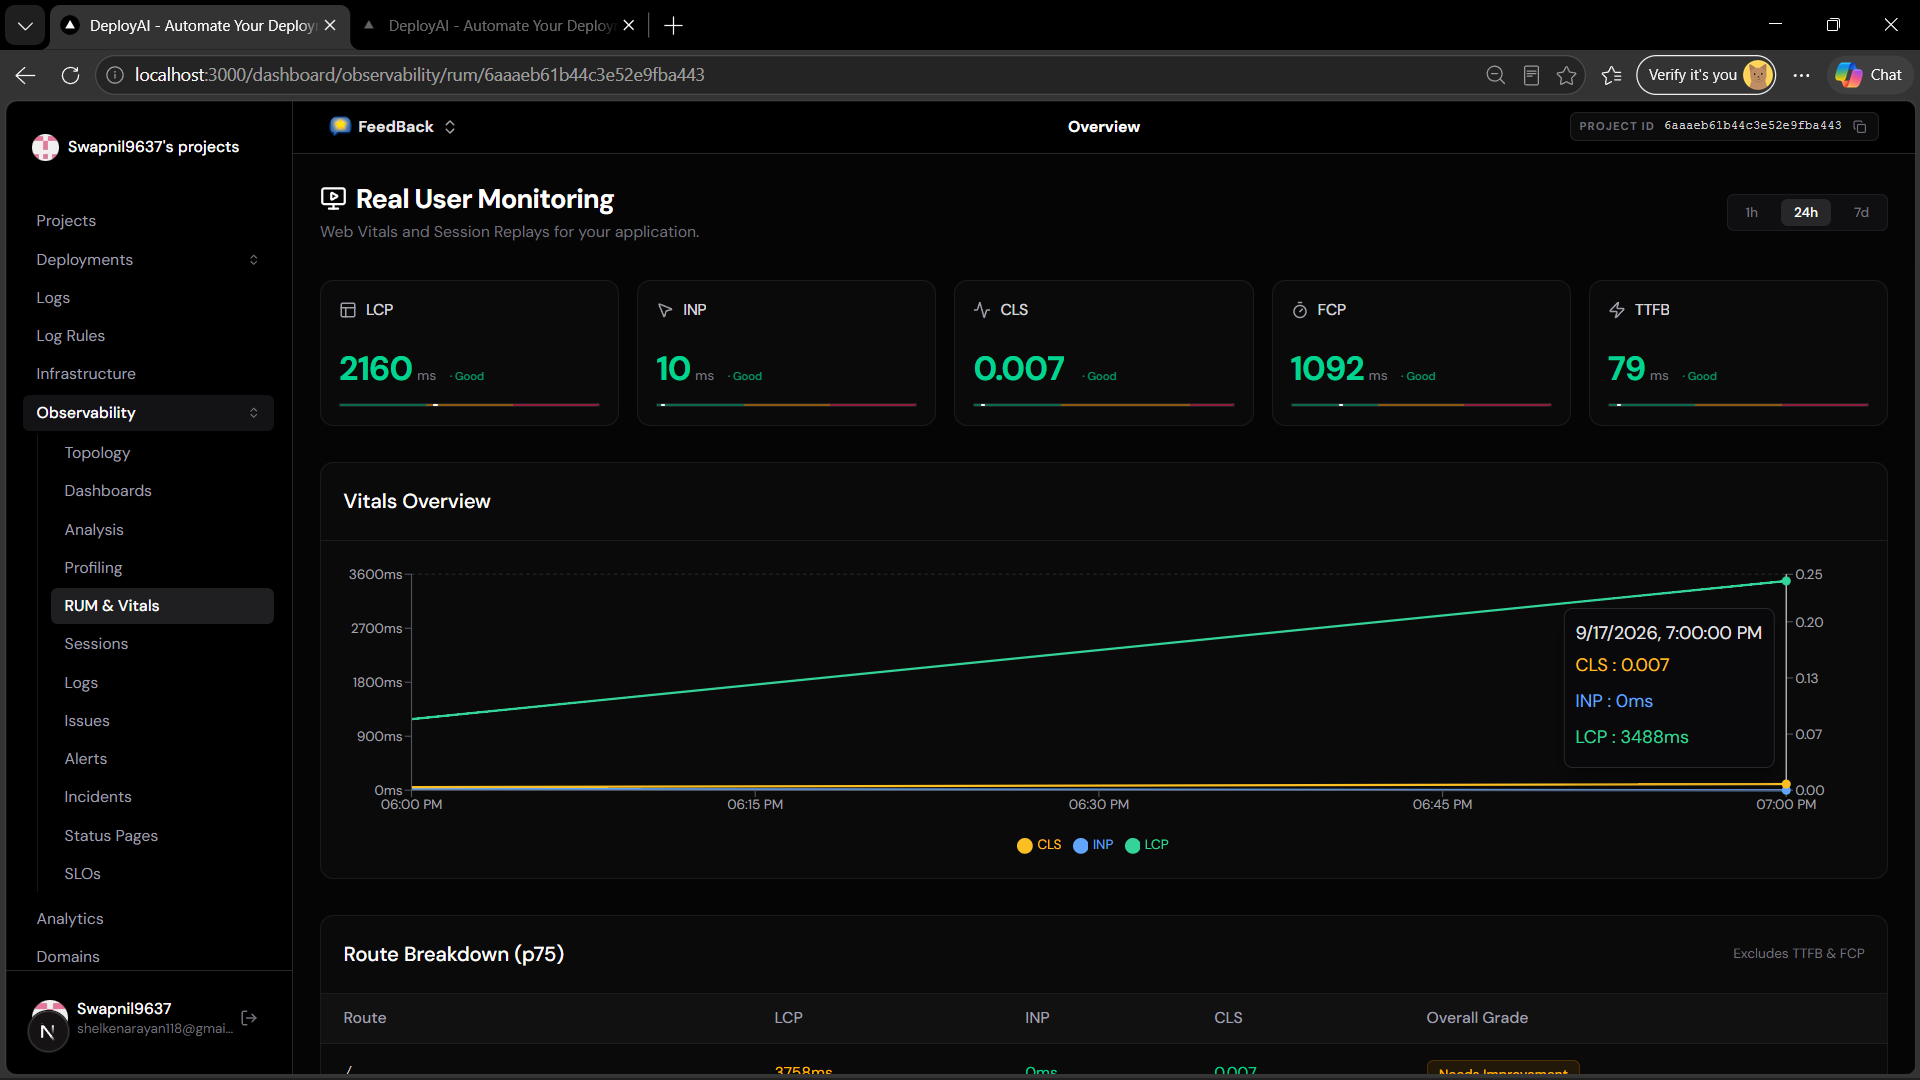 DeployAI - Automate Your Deploy
DeployAI - Automate Your Deploy
localhost:3000/dashboard/observability/rum/6aaaeb61b44c3e52e9fba443
Verify it's you
Chat
Swapnil9637's projects
FeedBack
Overview
PROJECT ID 6aaaeb61b44c3e52e9fba443
Projects
Deployments
Logs
Log Rules
Infrastructure
Observability
Topology
Dashboards
Analysis
Profiling
RUM & Vitals
Sessions
Logs
Issues
Alerts
Incidents
Status Pages
SLOs
Analytics
Domains
Swapnil9637
shelkenarayan118@gmai...
N
Real User Monitoring
Web Vitals and Session Replays for your application.
1h 24h 7d
LCP
2160 ms · Good
INP
10 ms · Good
CLS
0.007 · Good
FCP
1092 ms · Good
TTFB
79 ms · Good
Vitals Overview
3600ms
2700ms
1800ms
900ms
0ms
0.25
0.20
0.13
0.07
0.00
9/17/2026, 7:00:00 PM
CLS : 0.007
INP : 0ms
LCP : 3488ms
06:00 PM 06:15 PM 06:30 PM 06:45 PM 07:00 PM
CLS INP LCP
Route Breakdown (p75)
Excludes TTFB & FCP
Route LCP INP CLS Overall Grade
/ 3758ms 0ms 0.007 Needs Improvement